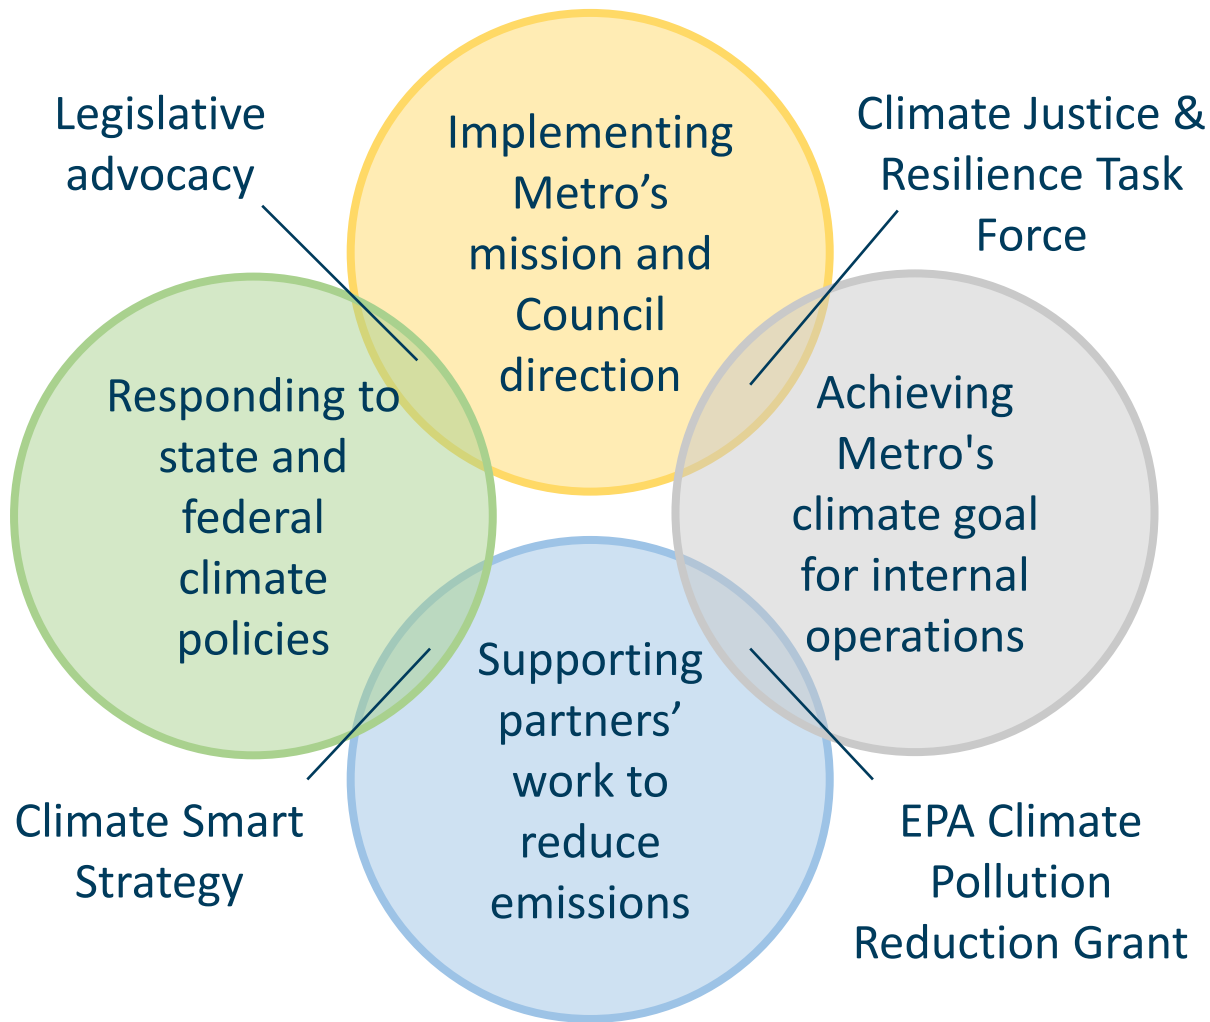 Legislative
advocacy
Implementing
Metro’s
mission and
Council
direction
Climate Justice &
Resilience Task
Force
Responding to
state and
federal
climate
policies
Achieving
Metro's
climate goal
for internal
operations
Supporting
partners’
work to
reduce
emissions
Climate Smart
Strategy
EPA Climate
Pollution
Reduction Grant